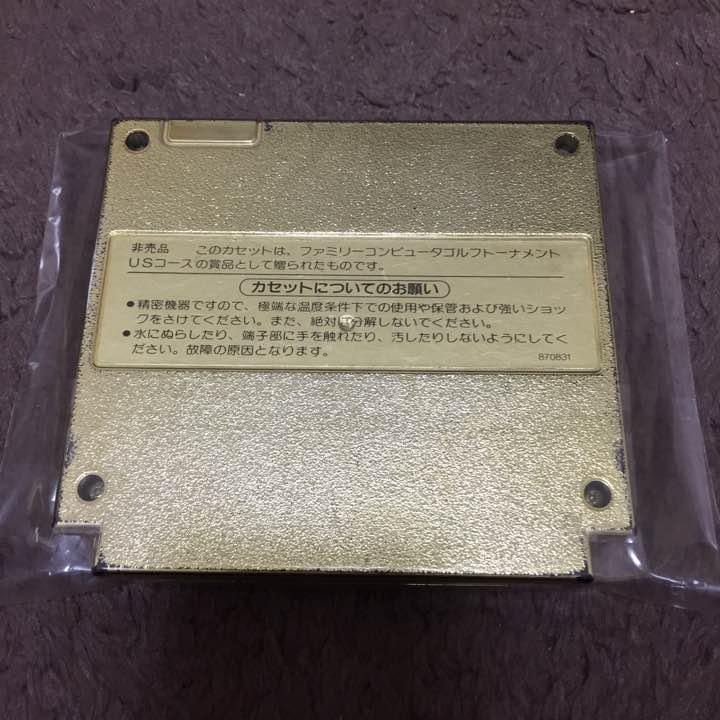 非売品　このカセットは、ファミリーコンピュータゴルフトーナメント
USコースの賞品として贈られたものです。
カセットについてのお願い
●精密機器ですので、極端な温度条件下での使用や保管および強いショッ
クをさけてください。また、絶対に分解しないでください。
●水にぬらしたり、端子部に手を触れたり、汚したりしないようにしてく
ださい。故障の原因となります。
870831